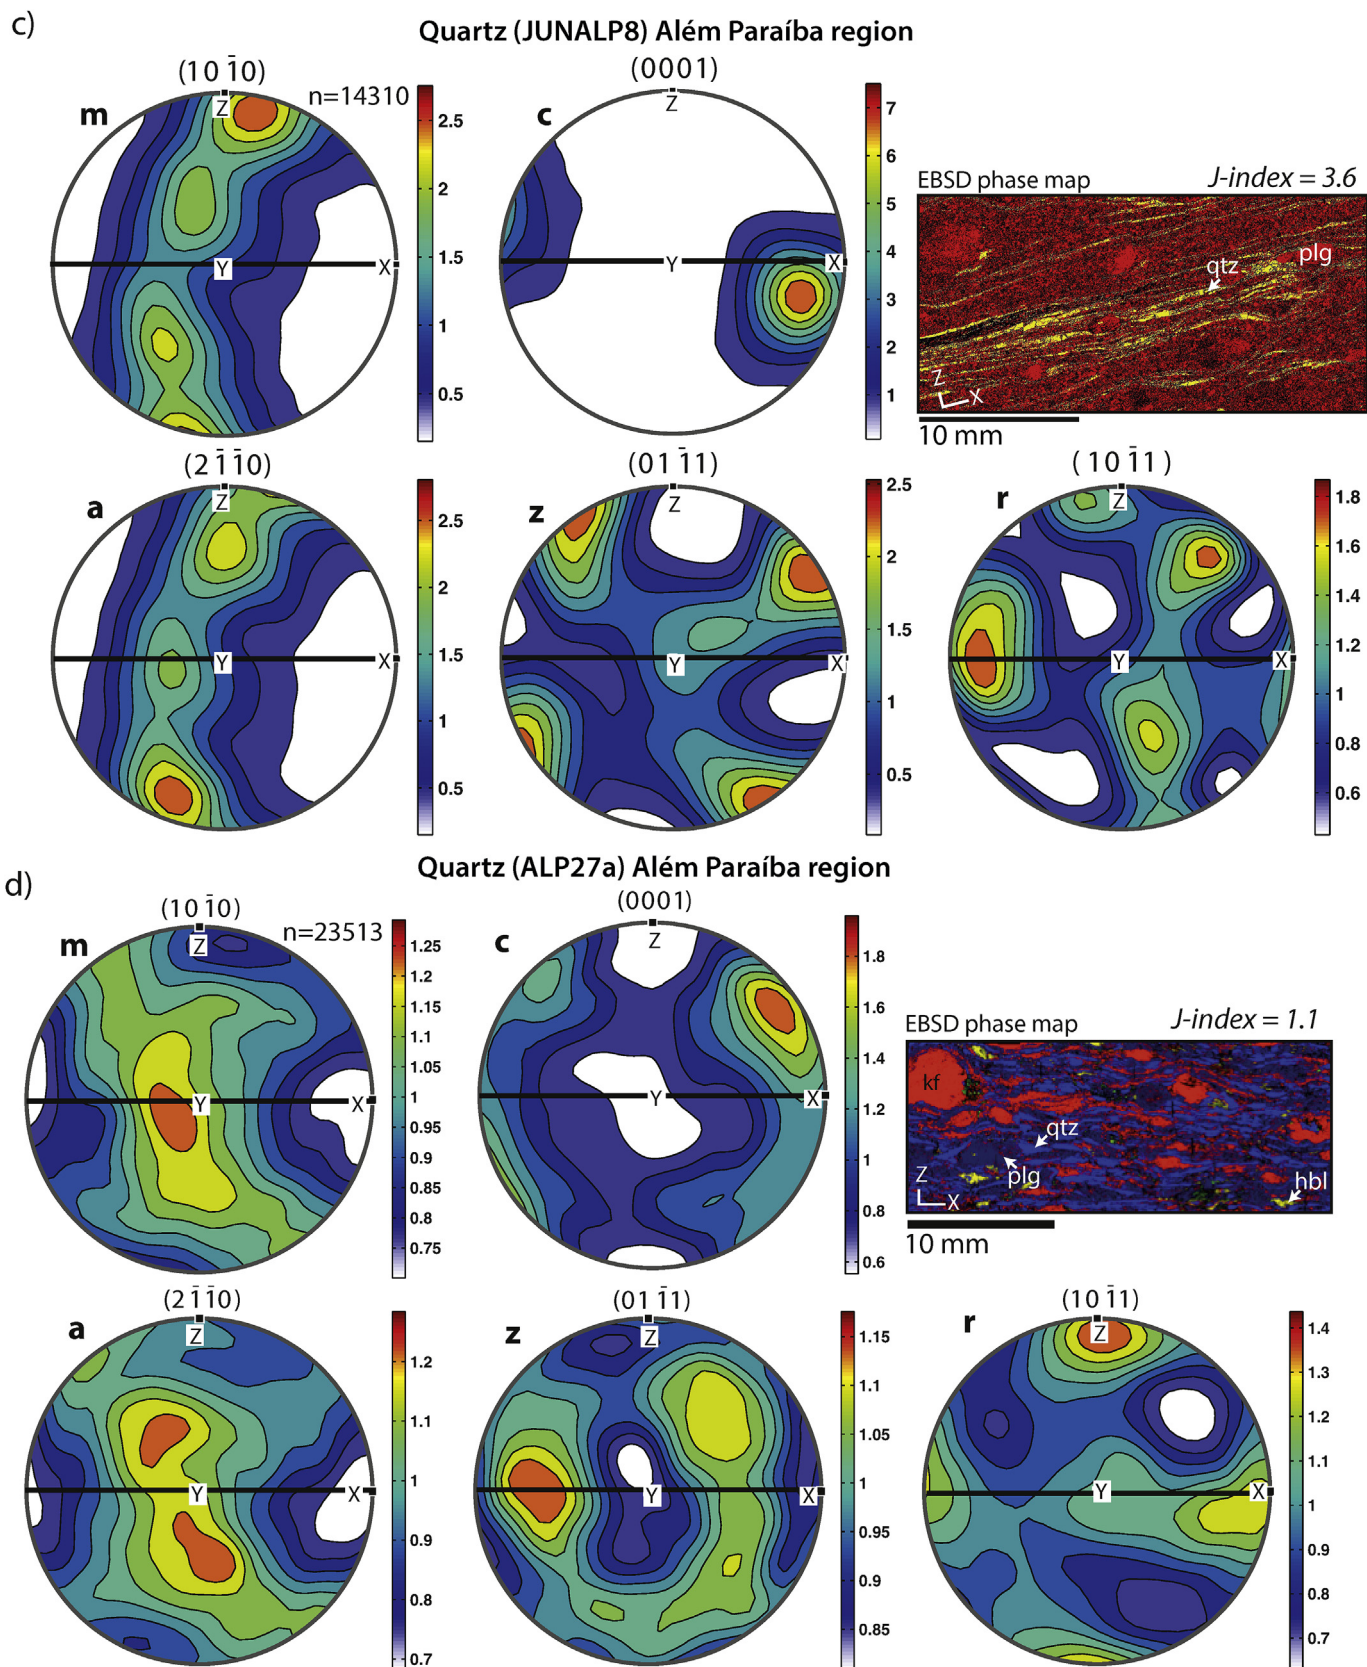 c)
Quartz (JUNALP8) Além Paraíba region
(10 1̄0)
(0001)
m
Z
n=14310
c
Z
Y
X
Y
X
2.5
2
1.5
1
0.5
7
6
5
4
3
2
1
EBSD phase map
J-index = 3.6
qtz
plg
Z
X
10 mm
(2 1̄ 1̄0)
(01 1̄1)
(10 1̄1)
a
Z
z
Z
r
Z
Y
X
Y
X
Y
X
2.5
2
1.5
1
0.5
2.5
2
1.5
1
0.5
1.8
1.6
1.4
1.2
1
0.8
0.6
d)
Quartz (ALP27a) Além Paraíba region
(10 1̄0)
(0001)
m
Z
n=23513
c
Z
Y
X
Y
X
1.25
1.2
1.15
1.1
1.05
1
0.95
0.9
0.85
0.8
0.75
1.8
1.6
1.4
1.2
1
0.8
0.6
EBSD phase map
J-index = 1.1
kf
qtz
plg
hbl
Z
X
10 mm
(2 1̄ 1̄0)
(01 1̄1)
(10 1̄1)
a
Z
z
Z
r
Z
Y
X
Y
X
Y
X
1.2
1.1
1
0.9
0.8
0.7
1.15
1.1
1.05
1
0.95
0.9
0.85
1.4
1.3
1.2
1.1
1
0.9
0.8
0.7